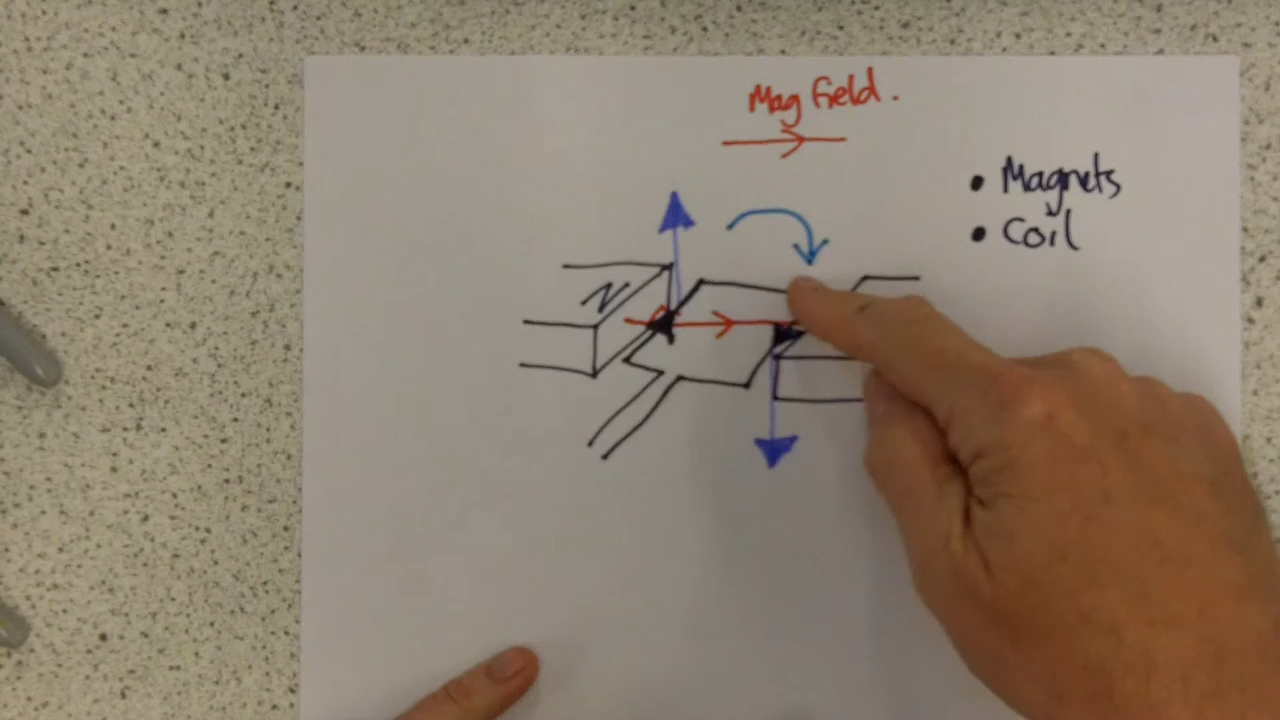 Mag field.
• Magnets
• Coil
N